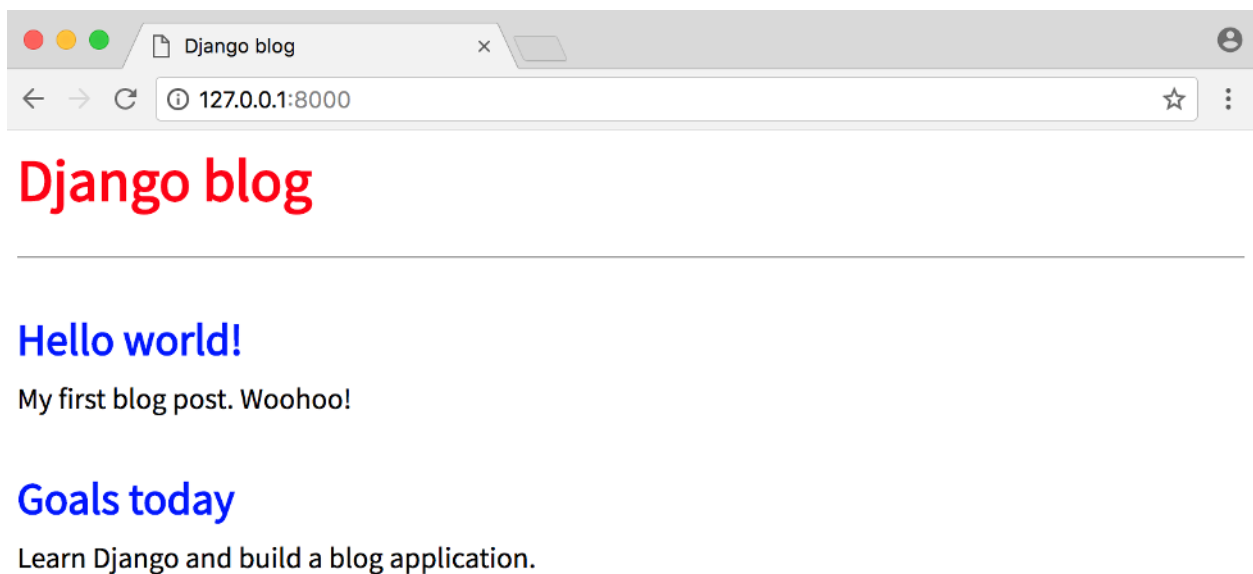 Django blog
127.0.0.1:8000
Django blog
Hello world!
My first blog post. Woohoo!
Goals today
Learn Django and build a blog application.